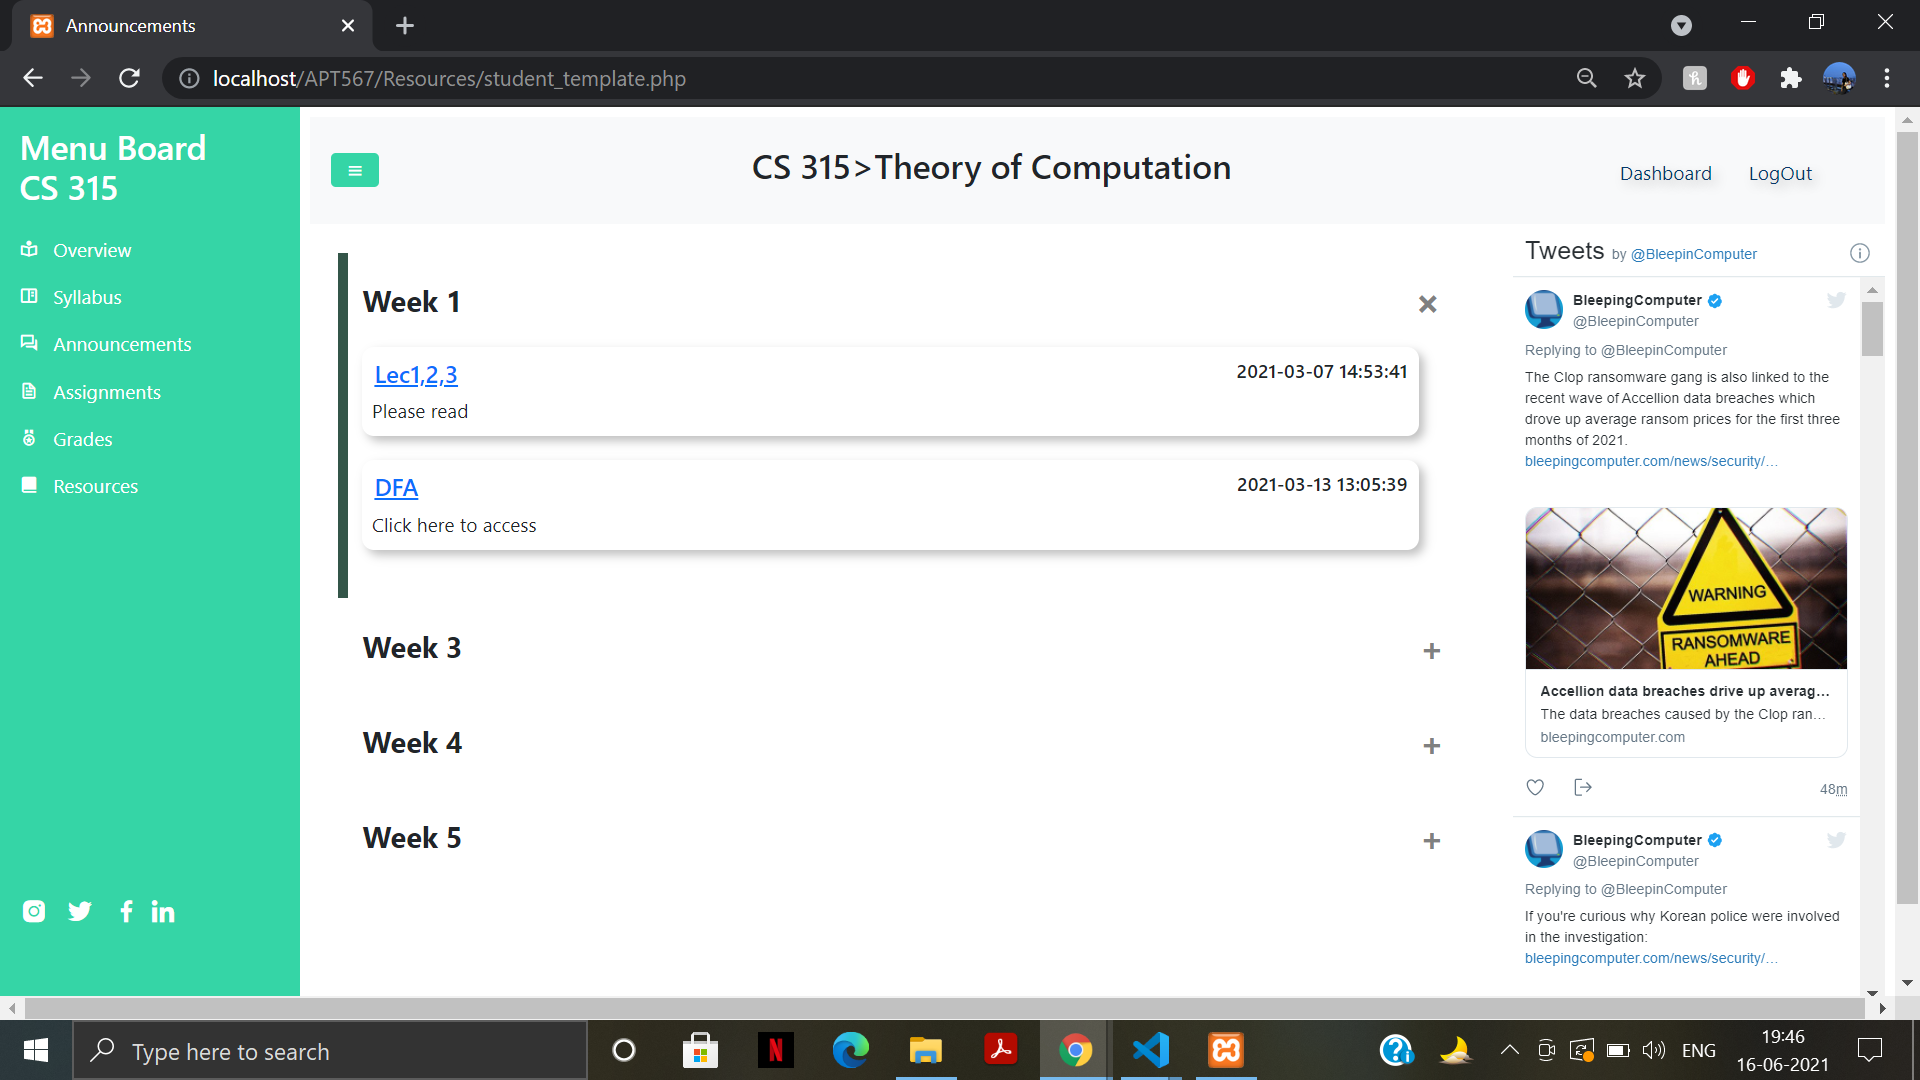 Announcements
localhost/APT567/Resources/student_template.php
Menu Board
CS 315
Overview
Syllabus
Announcements
Assignments
Grades
Resources
CS 315>Theory of Computation
Dashboard
LogOut
Week 1
Lec1,2,3
2021-03-07 14:53:41
Please read
DFA
2021-03-13 13:05:39
Click here to access
Week 3
Week 4
Week 5
Tweets by @BleepinComputer
BleepingComputer
@BleepinComputer
Replying to @BleepinComputer
The Clop ransomware gang is also linked to the
recent wave of Accellion data breaches which
drove up average ransom prices for the first three
months of 2021.
bleepingcomputer.com/news/security/…
WARNING
RANSOMWARE
AHEAD
Accellion data breaches drive up averag…
The data breaches caused by the Clop ran…
bleepingcomputer.com
48m
BleepingComputer
@BleepinComputer
Replying to @BleepinComputer
If you're curious why Korean police were involved
in the investigation:
bleepingcomputer.com/news/security/…
Type here to search
ENG
19:46
16-06-2021